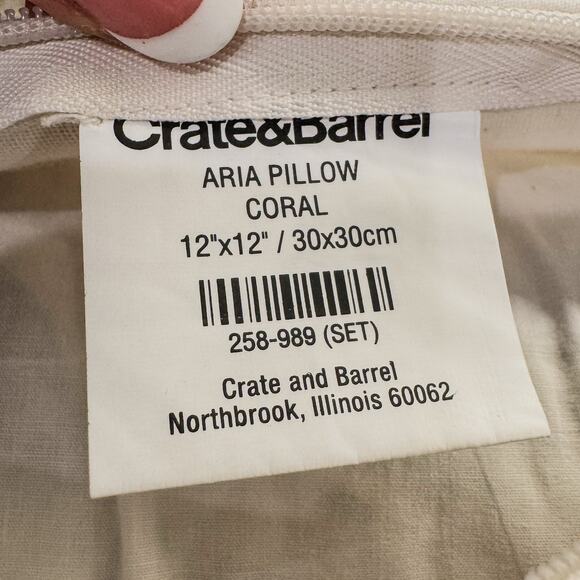 Crate&Barrel
ARIA PILLOW
CORAL
12"x12" / 30x30cm
258-989 (SET)
Crate and Barrel
Northbrook, Illinois 60062